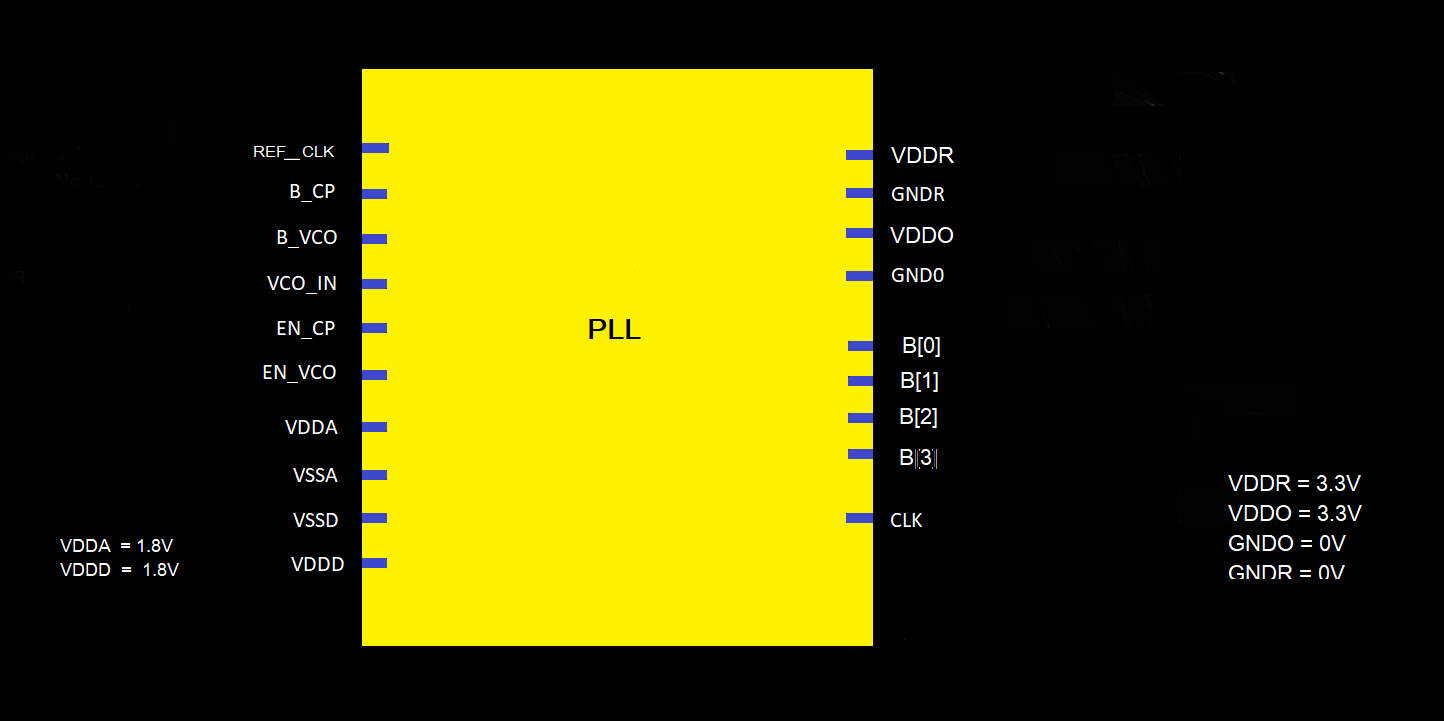 REF_CLK
B_CP
B_VCO
VCO_IN
EN_CP
EN_VCO
VDDA
VSSA
VSSD
VDDD
VDDA = 1.8V
VDDD = 1.8V
PLL
VDDR
GNDR
VDDO
GND0
B[0]
B[1]
B[2]
B[3]
CLK
VDDR = 3.3V
VDDO = 3.3V
GNDO = 0V
GNDR = 0V